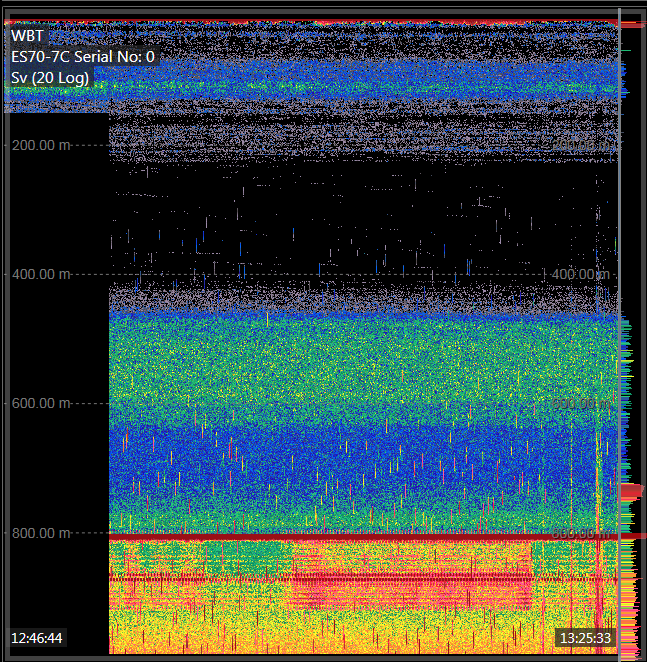 WBT
ES70-7C Serial No: 0
Sv (20 Log)
200.00 m
400.00 m 400.00 m
600.00 m
800.00 m
12:46:44 13:25:33